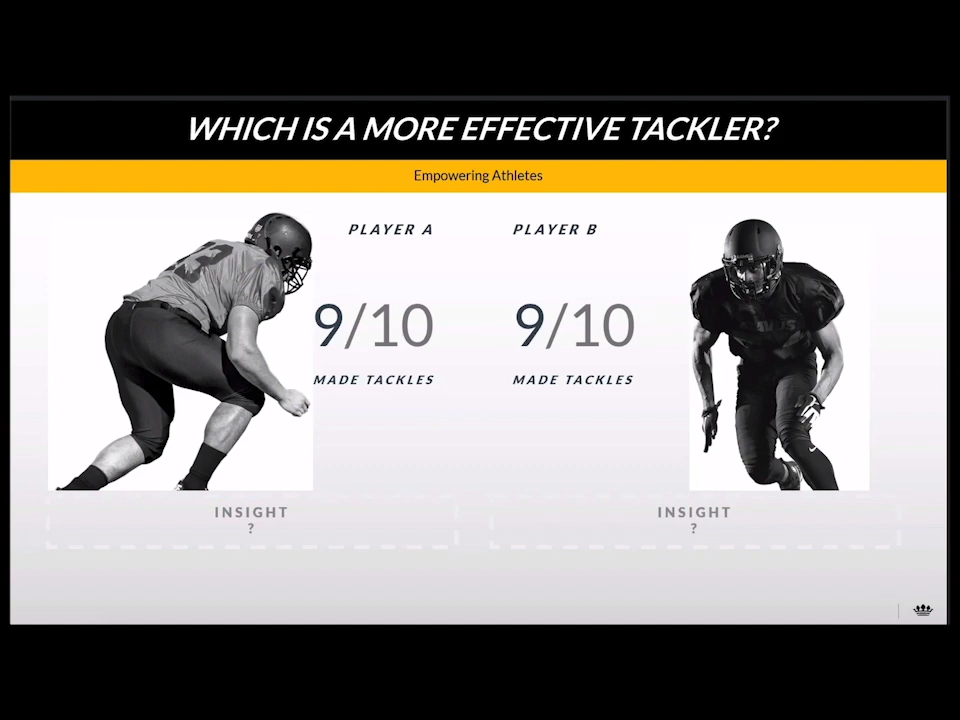 WHICH IS A MORE EFFECTIVE TACKLER?
Empowering Athletes
PLAYER A
9/10
MADE TACKLES
PLAYER B
9/10
MADE TACKLES
INSIGHT
?
INSIGHT
?